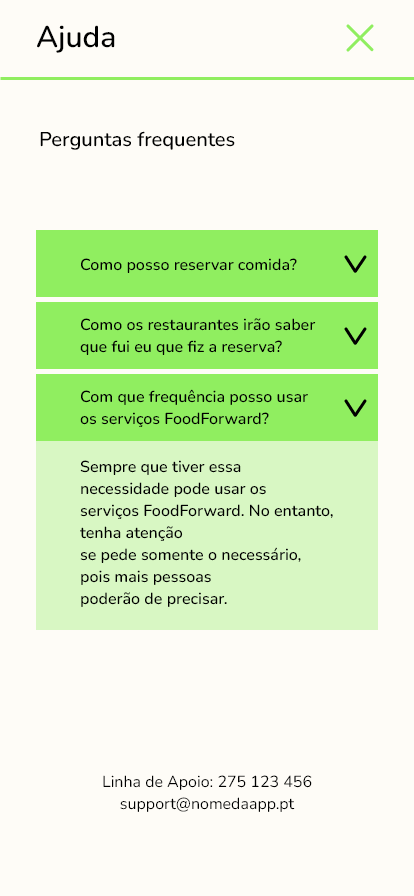 Ajuda
Perguntas frequentes
Como posso reservar comida?
Como os restaurantes irão saber
que fui eu que fiz a reserva?
Com que frequência posso usar
os serviços FoodForward?
Sempre que tiver essa
necessidade pode usar os
serviços FoodForward. No entanto,
tenha atenção
se pede somente o necessário,
pois mais pessoas
poderão de precisar.
Linha de Apoio: 275 123 456
support@nomedaapp.pt